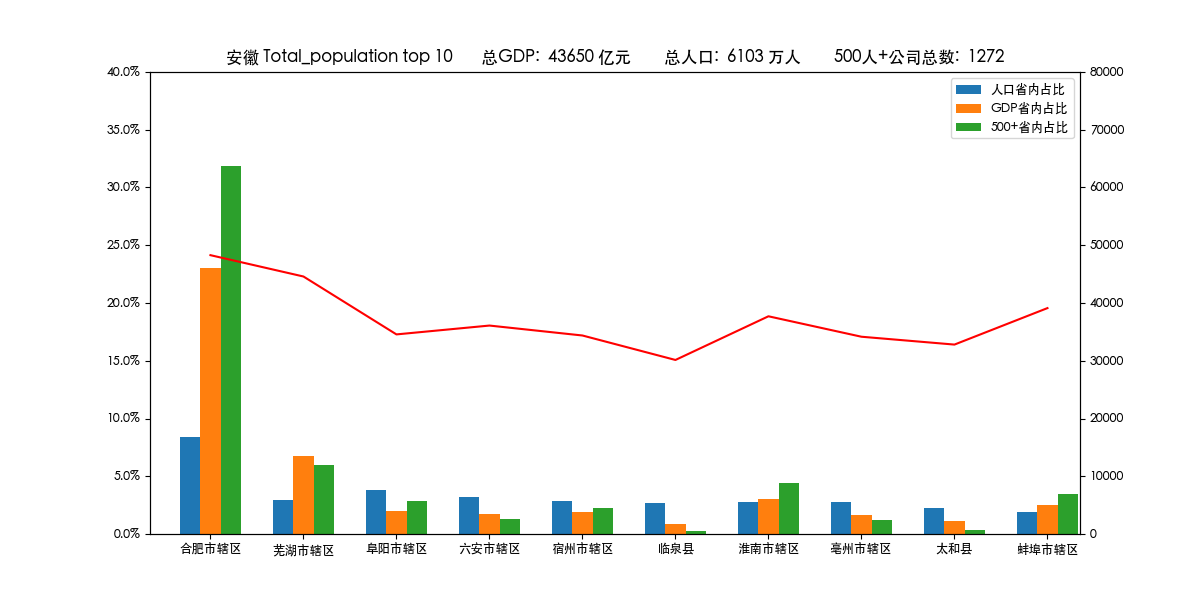 安徽 Total_population top 10 总GDP: 43650 亿元 总人口: 6103 万人 500人+公司总数: 1272
40.0%
35.0%
30.0%
25.0%
20.0%
15.0%
10.0%
5.0%
0.0%
80000
70000
60000
50000
40000
30000
20000
10000
0
人口省内占比
GDP省内占比
500+省内占比
合肥市辖区
芜湖市辖区
阜阳市辖区
六安市辖区
宿州市辖区
临泉县
淮南市辖区
亳州市辖区
太和县
蚌埠市辖区